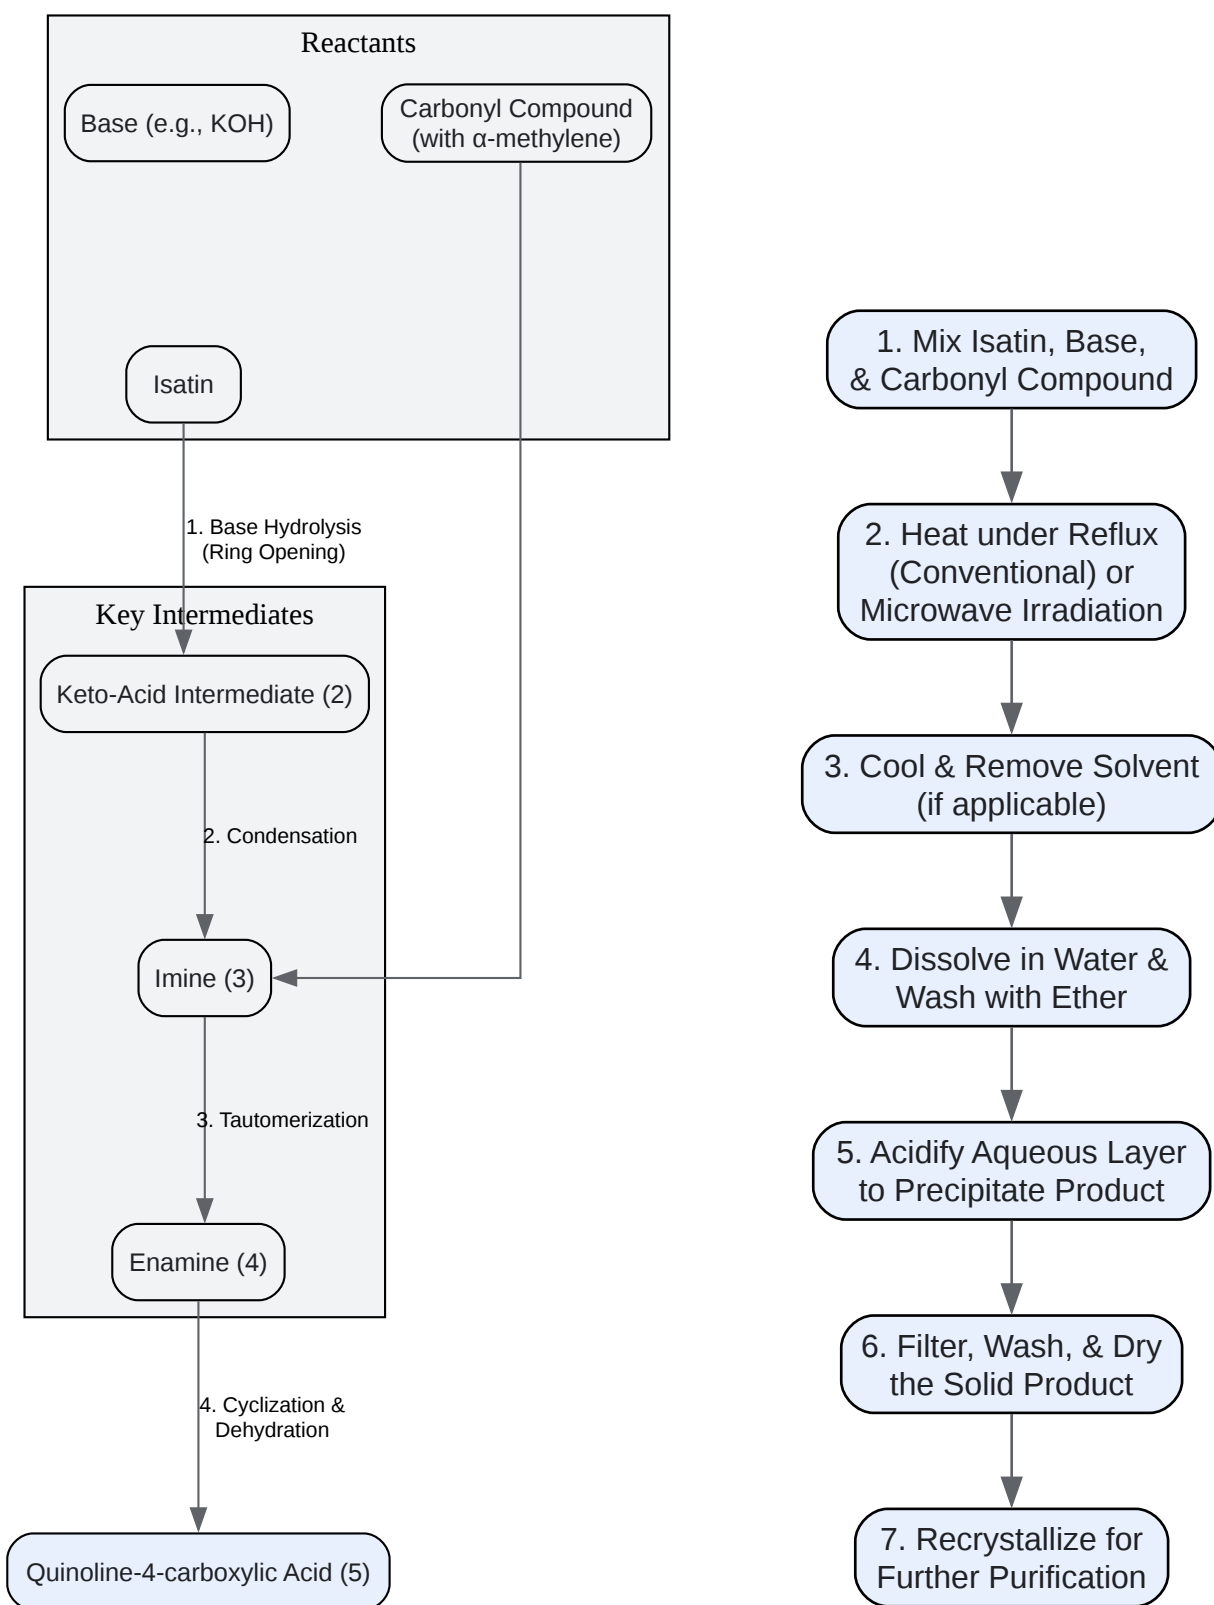 Reactants
Base (e.g., KOH)
Carbonyl Compound
(with α-methylene)
Isatin
1. Base Hydrolysis
(Ring Opening)
Key Intermediates
Keto-Acid Intermediate (2)
2. Condensation
Imine (3)
3. Tautomerization
Enamine (4)
4. Cyclization &
Dehydration
Quinoline-4-carboxylic Acid (5)
1. Mix Isatin, Base,
& Carbonyl Compound
2. Heat under Reflux
(Conventional) or
Microwave Irradiation
3. Cool & Remove Solvent
(if applicable)
4. Dissolve in Water &
Wash with Ether
5. Acidify Aqueous Layer
to Precipitate Product
6. Filter, Wash, & Dry
the Solid Product
7. Recrystallize for
Further Purification